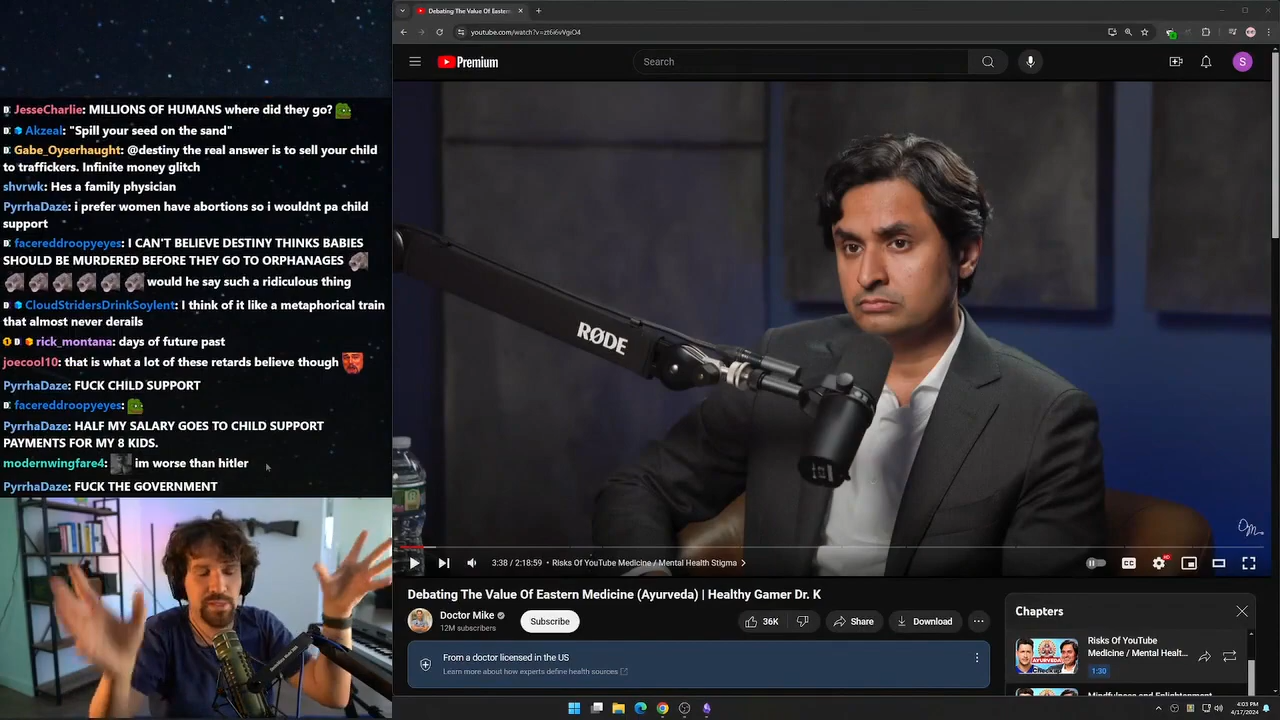 Debating The Value Of Eastern
youtube.com/watch?v=zt6i6vVgiO4
Premium
Search
S
JesseCharlie: MILLIONS OF HUMANS where did they go?
Akzeal: "Spill your seed on the sand"
Gabe_Oyserhaught: @destiny the real answer is to sell your child
to traffickers. Infinite money glitch
shvrwk: Hes a family physician
PyrrhaDaze: i prefer women have abortions so i wouldnt pa child
support
facereddroopyeyes: I CAN'T BELIEVE DESTINY THINKS BABIES
SHOULD BE MURDERED BEFORE THEY GO TO ORPHANAGES
would he say such a ridiculous thing
CloudStridersDrinkSoylent: I think of it like a metaphorical train
that almost never derails
rick_montana: days of future past
joecool10: that is what a lot of these retards believe though
PyrrhaDaze: FUCK CHILD SUPPORT
facereddroopyeyes:
PyrrhaDaze: HALF MY SALARY GOES TO CHILD SUPPORT
PAYMENTS FOR MY 8 KIDS.
modernwingfare4: im worse than hitler
PyrrhaDaze: FUCK THE GOVERNMENT
RØDE
3:38 / 2:18:59 • Risks Of YouTube Medicine / Mental Health Stigma
Debating The Value Of Eastern Medicine (Ayurveda) | Healthy Gamer Dr. K
Doctor Mike
12M subscribers
Subscribe
36K
Share
Download
From a doctor licensed in the US
Learn more about how experts define health sources
Chapters
AYURVEDA
Risks Of YouTube
Medicine / Mental Healt...
1:30
4:03 PM
4/17/2024